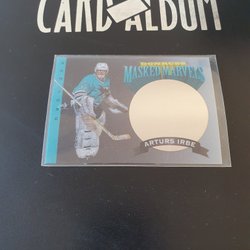 CARD ALBUM
DONRUSS
MASKED MARVELS
ARTURS IRBE